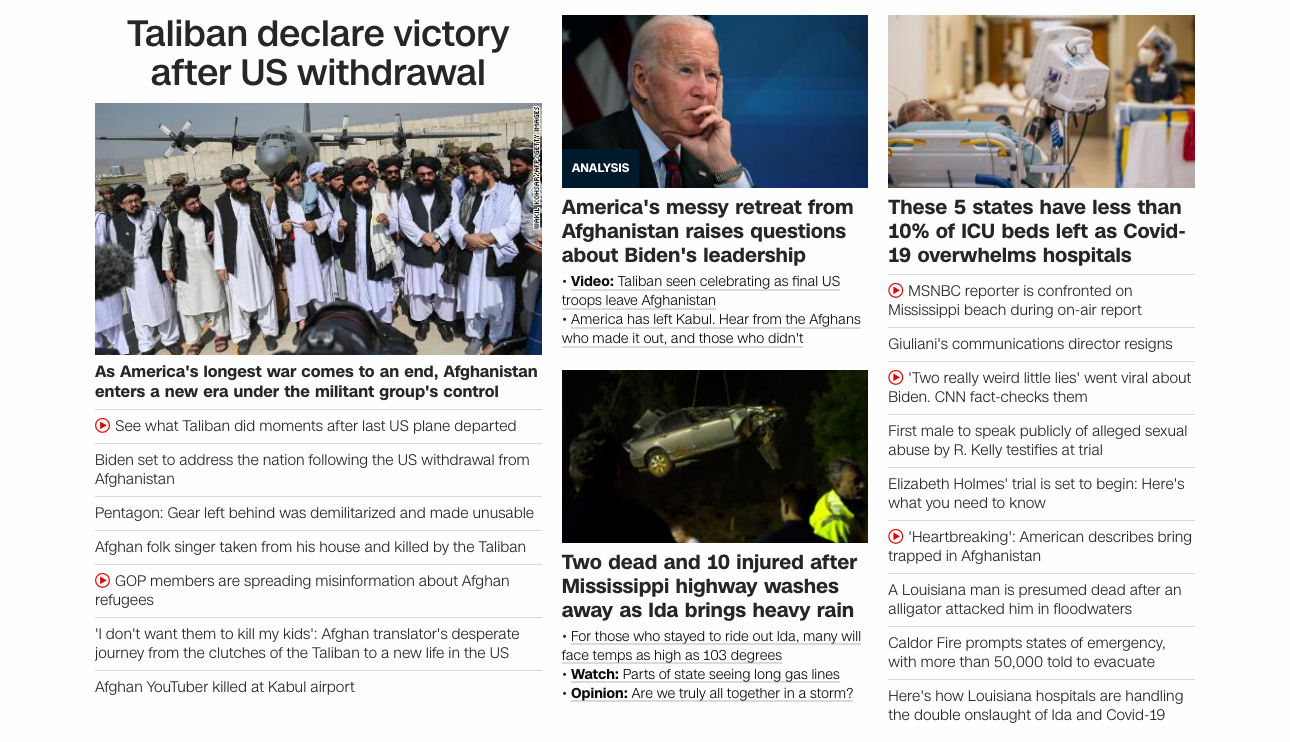 Taliban declare victory
after US withdrawal
WAKIL KOHSAR/AFP/GETTY IMAGES
As America's longest war comes to an end, Afghanistan
enters a new era under the militant group's control
See what Taliban did moments after last US plane departed
Biden set to address the nation following the US withdrawal from
Afghanistan
Pentagon: Gear left behind was demilitarized and made unusable
Afghan folk singer taken from his house and killed by the Taliban
GOP members are spreading misinformation about Afghan
refugees
'I don't want them to kill my kids': Afghan translator's desperate
journey from the clutches of the Taliban to a new life in the US
Afghan YouTuber killed at Kabul airport
ANALYSIS
America's messy retreat from
Afghanistan raises questions
about Biden's leadership
• Video: Taliban seen celebrating as final US
troops leave Afghanistan
• America has left Kabul. Hear from the Afghans
who made it out, and those who didn't
Two dead and 10 injured after
Mississippi highway washes
away as Ida brings heavy rain
• For those who stayed to ride out Ida, many will
face temps as high as 103 degrees
• Watch: Parts of state seeing long gas lines
• Opinion: Are we truly all together in a storm?
These 5 states have less than
10% of ICU beds left as Covid-
19 overwhelms hospitals
MSNBC reporter is confronted on
Mississippi beach during on-air report
Giuliani's communications director resigns
'Two really weird little lies' went viral about
Biden. CNN fact-checks them
First male to speak publicly of alleged sexual
abuse by R. Kelly testifies at trial
Elizabeth Holmes' trial is set to begin: Here's
what you need to know
'Heartbreaking': American describes bring
trapped in Afghanistan
A Louisiana man is presumed dead after an
alligator attacked him in floodwaters
Caldor Fire prompts states of emergency,
with more than 50,000 told to evacuate
Here's how Louisiana hospitals are handling
the double onslaught of Ida and Covid-19